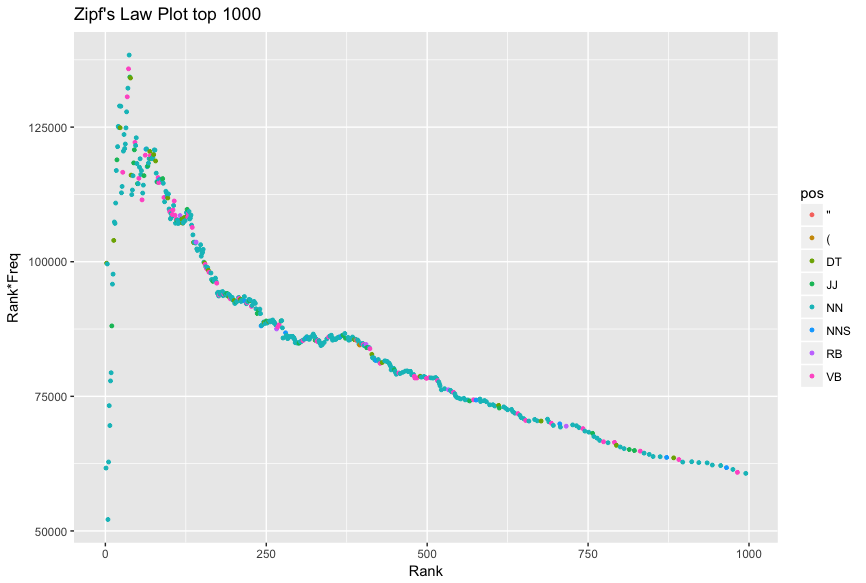 Zipf's Law Plot top 1000
125000
100000
75000
50000
Rank*Freq
0 250 500 750 1000
Rank
pos
"
(
DT
JJ
NN
NNS
RB
VB